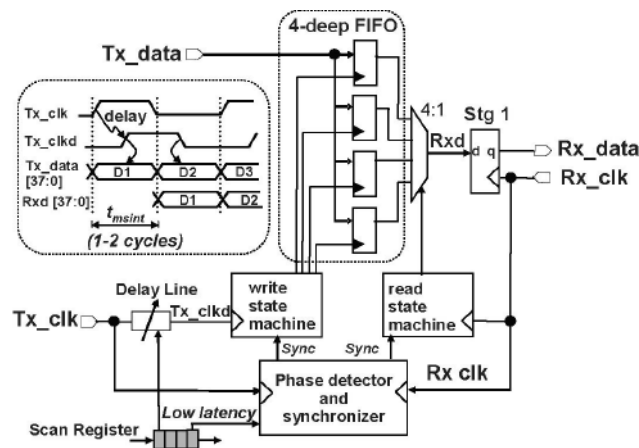 4-deep FIFO
Tx_data
Tx_clk
delay
Tx_clkd
Tx_data
[37:0]
D1
D2
D3
Rxd [37:0]
D1
D2
tmsint
(1-2 cycles)
4:1
Stg 1
Rxd
d q
Rx_data
Rx_clk
Delay Line
Tx_clk
Tx_clkd
write
state
machine
read
state
machine
Sync
Sync
Rx clk
Phase detector
and
synchronizer
Low latency
Scan Register